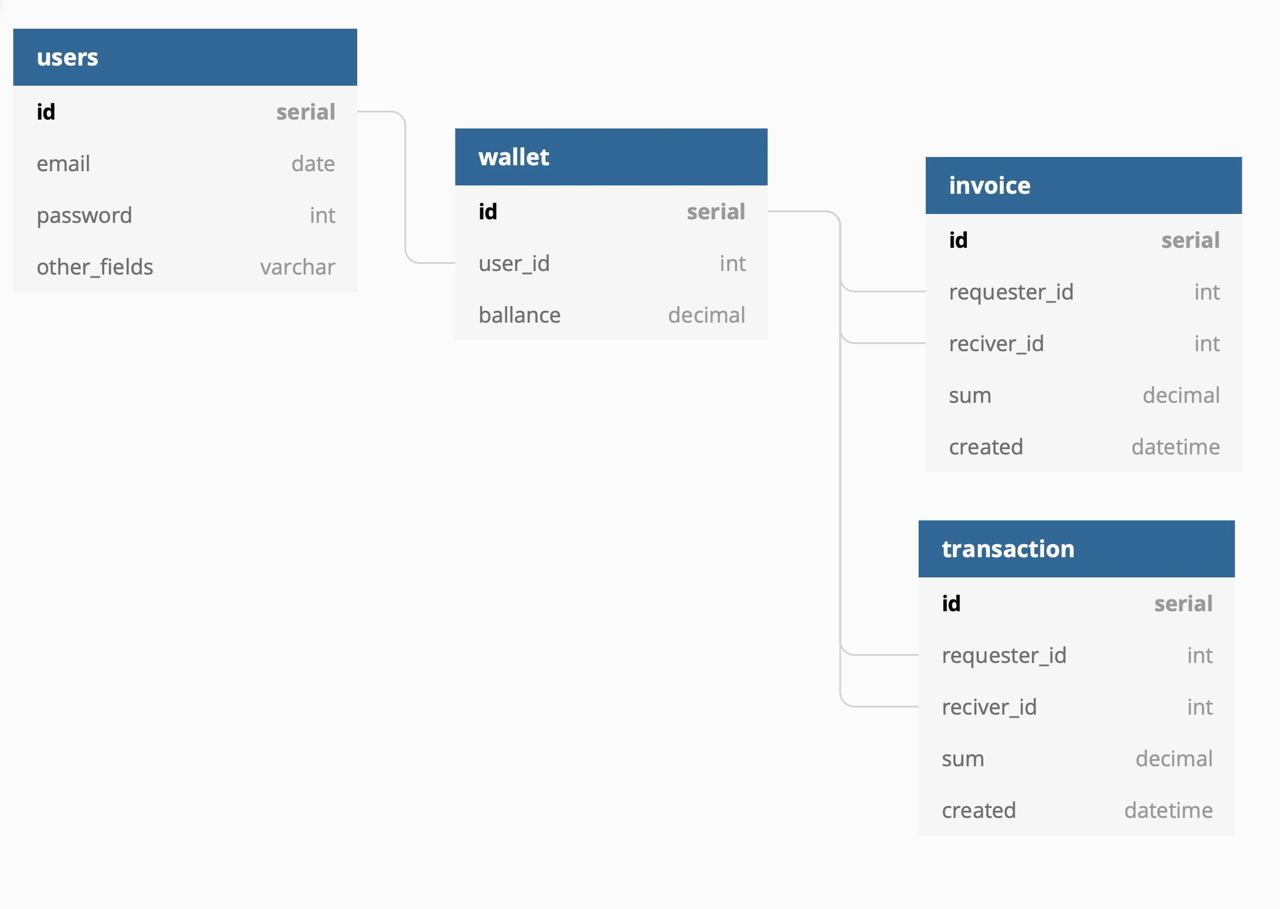 users
id serial
email date
password int
other_fields varchar
wallet
id serial
user_id int
ballance decimal
invoice
id serial
requester_id int
reciver_id int
sum decimal
created datetime
transaction
id serial
requester_id int
reciver_id int
sum decimal
created datetime